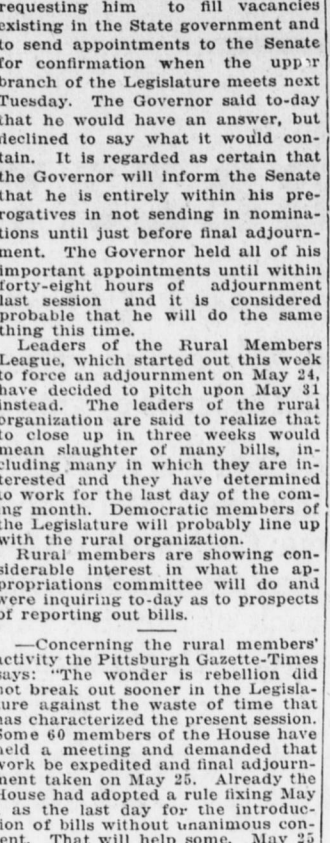 requesting him to fill vacancies
existing in the State government and
to send appointments to the Senate
for confirmation when the upper
branch of the Legislature meets next
Tuesday. The Governor said to-day
that he would have an answer, but
declined to say what it would con-
tain. It is regarded as certain that
the Governor will inform the Senate
that he is entirely within his pre-
rogatives in not sending in nomina-
tions until just before final adjourn-
ment. The Governor held all of his
important appointments until within
forty-eight hours of adjournment
last session and it is considered
probable that he will do the same
thing this time.
Leaders of the Rural Members
League, which started out this week
to force an adjournment on May 24,
have decided to pitch upon May 31
instead. The leaders of the rural
organization are said to realize that
to close up in three weeks would
mean slaughter of many bills, in-
cluding many in which they are in-
terested and they have determined
to work for the last day of the com-
ing month. Democratic members of
the Legislature will probably line up
with the rural organization.
Rural members are showing con-
siderable interest in what the ap-
propriations committee will do and
were inquiring to-day as to prospects
of reporting out bills.
—Concerning the rural members'
activity the Pittsburgh Gazette-Times
says: "The wonder is rebellion did
not break out sooner in the Legisla-
ture against the waste of time that
has characterized the present session.
Some 60 members of the House have
held a meeting and demanded that
work be expedited and final adjourn-
ment taken on May 25. Already the
House had adopted a rule fixing May
as the last day for the introduc-
tion of bills without unanimous con-
sent. That will help some. May 25